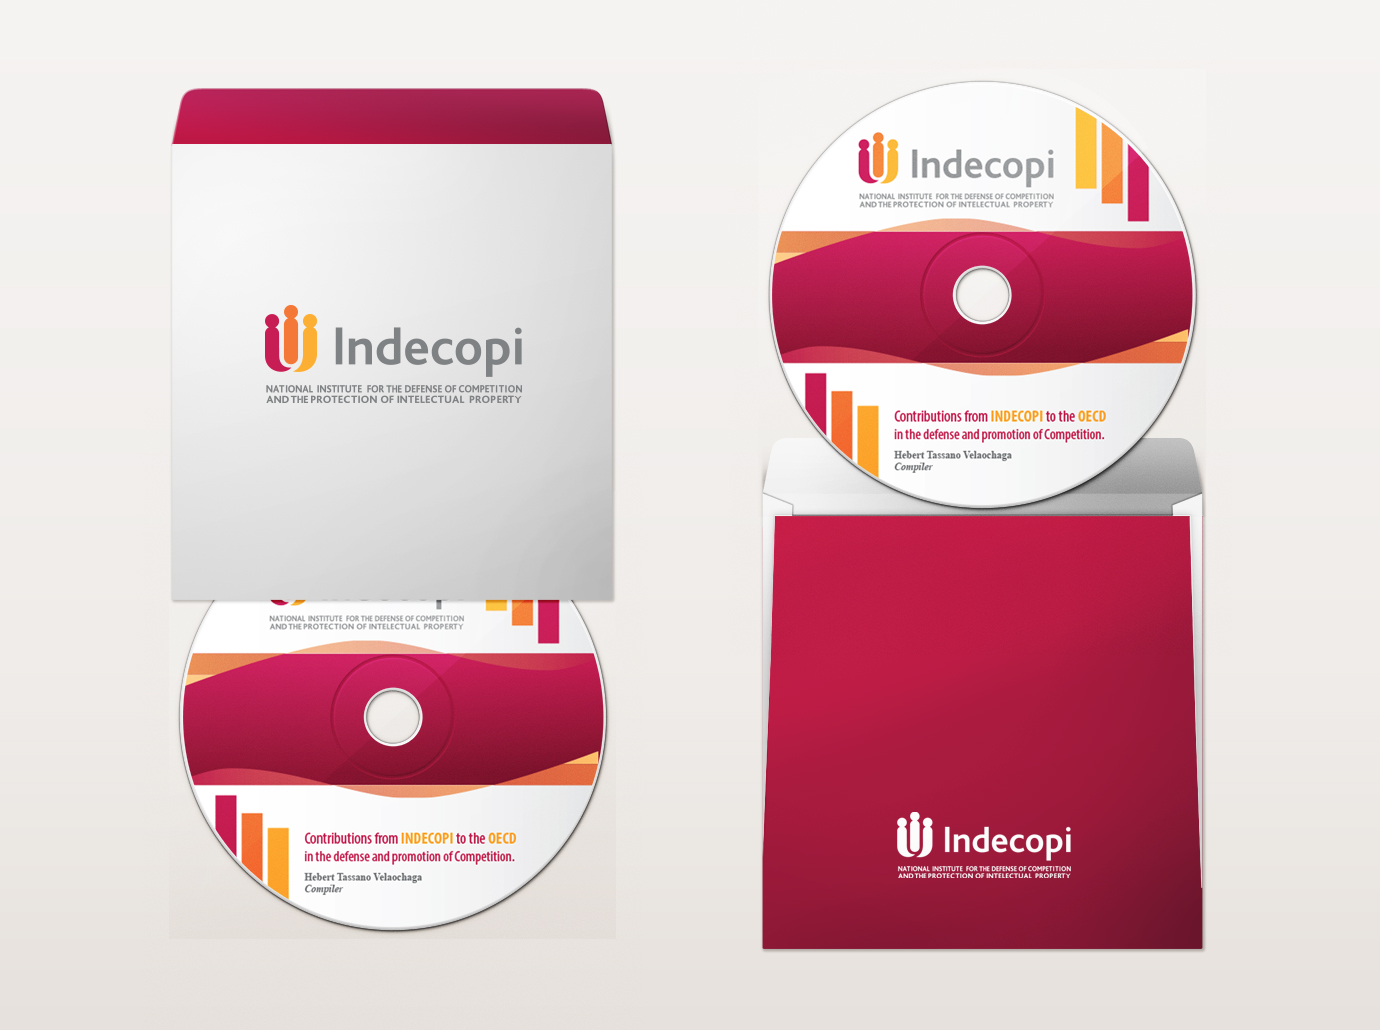 Indecopi
NATIONAL INSTITUTE FOR THE DEFENSE OF COMPETITION
AND THE PROTECTION OF INTELECTUAL PROPERTY
Indecopi
NATIONAL INSTITUTE FOR THE DEFENSE OF COMPETITION
AND THE PROTECTION OF INTELECTUAL PROPERTY
Contributions from INDECOPI to the OECD
in the defense and promotion of Competition.
Hebert Tassano Velaochaga
Compiler
Indecopi
NATIONAL INSTITUTE FOR THE DEFENSE OF COMPETITION
AND THE PROTECTION OF INTELECTUAL PROPERTY
Contributions from INDECOPI to the OECD
in the defense and promotion of Competition.
Hebert Tassano Velaochaga
Compiler
Indecopi
NATIONAL INSTITUTE FOR THE DEFENSE OF COMPETITION
AND THE PROTECTION OF INTELECTUAL PROPERTY